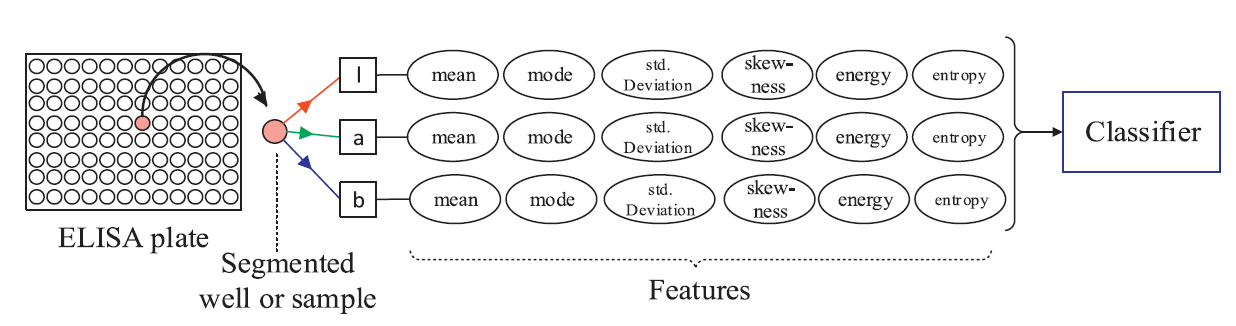 l
mean
mode
std.
Deviation
skew-
ness
energy
entropy
a
mean
mode
std.
Deviation
skew-
ness
energy
entropy
b
mean
mode
std.
Deviation
skew-
ness
energy
entropy
Classifier
ELISA plate
Segmented
well or sample
Features